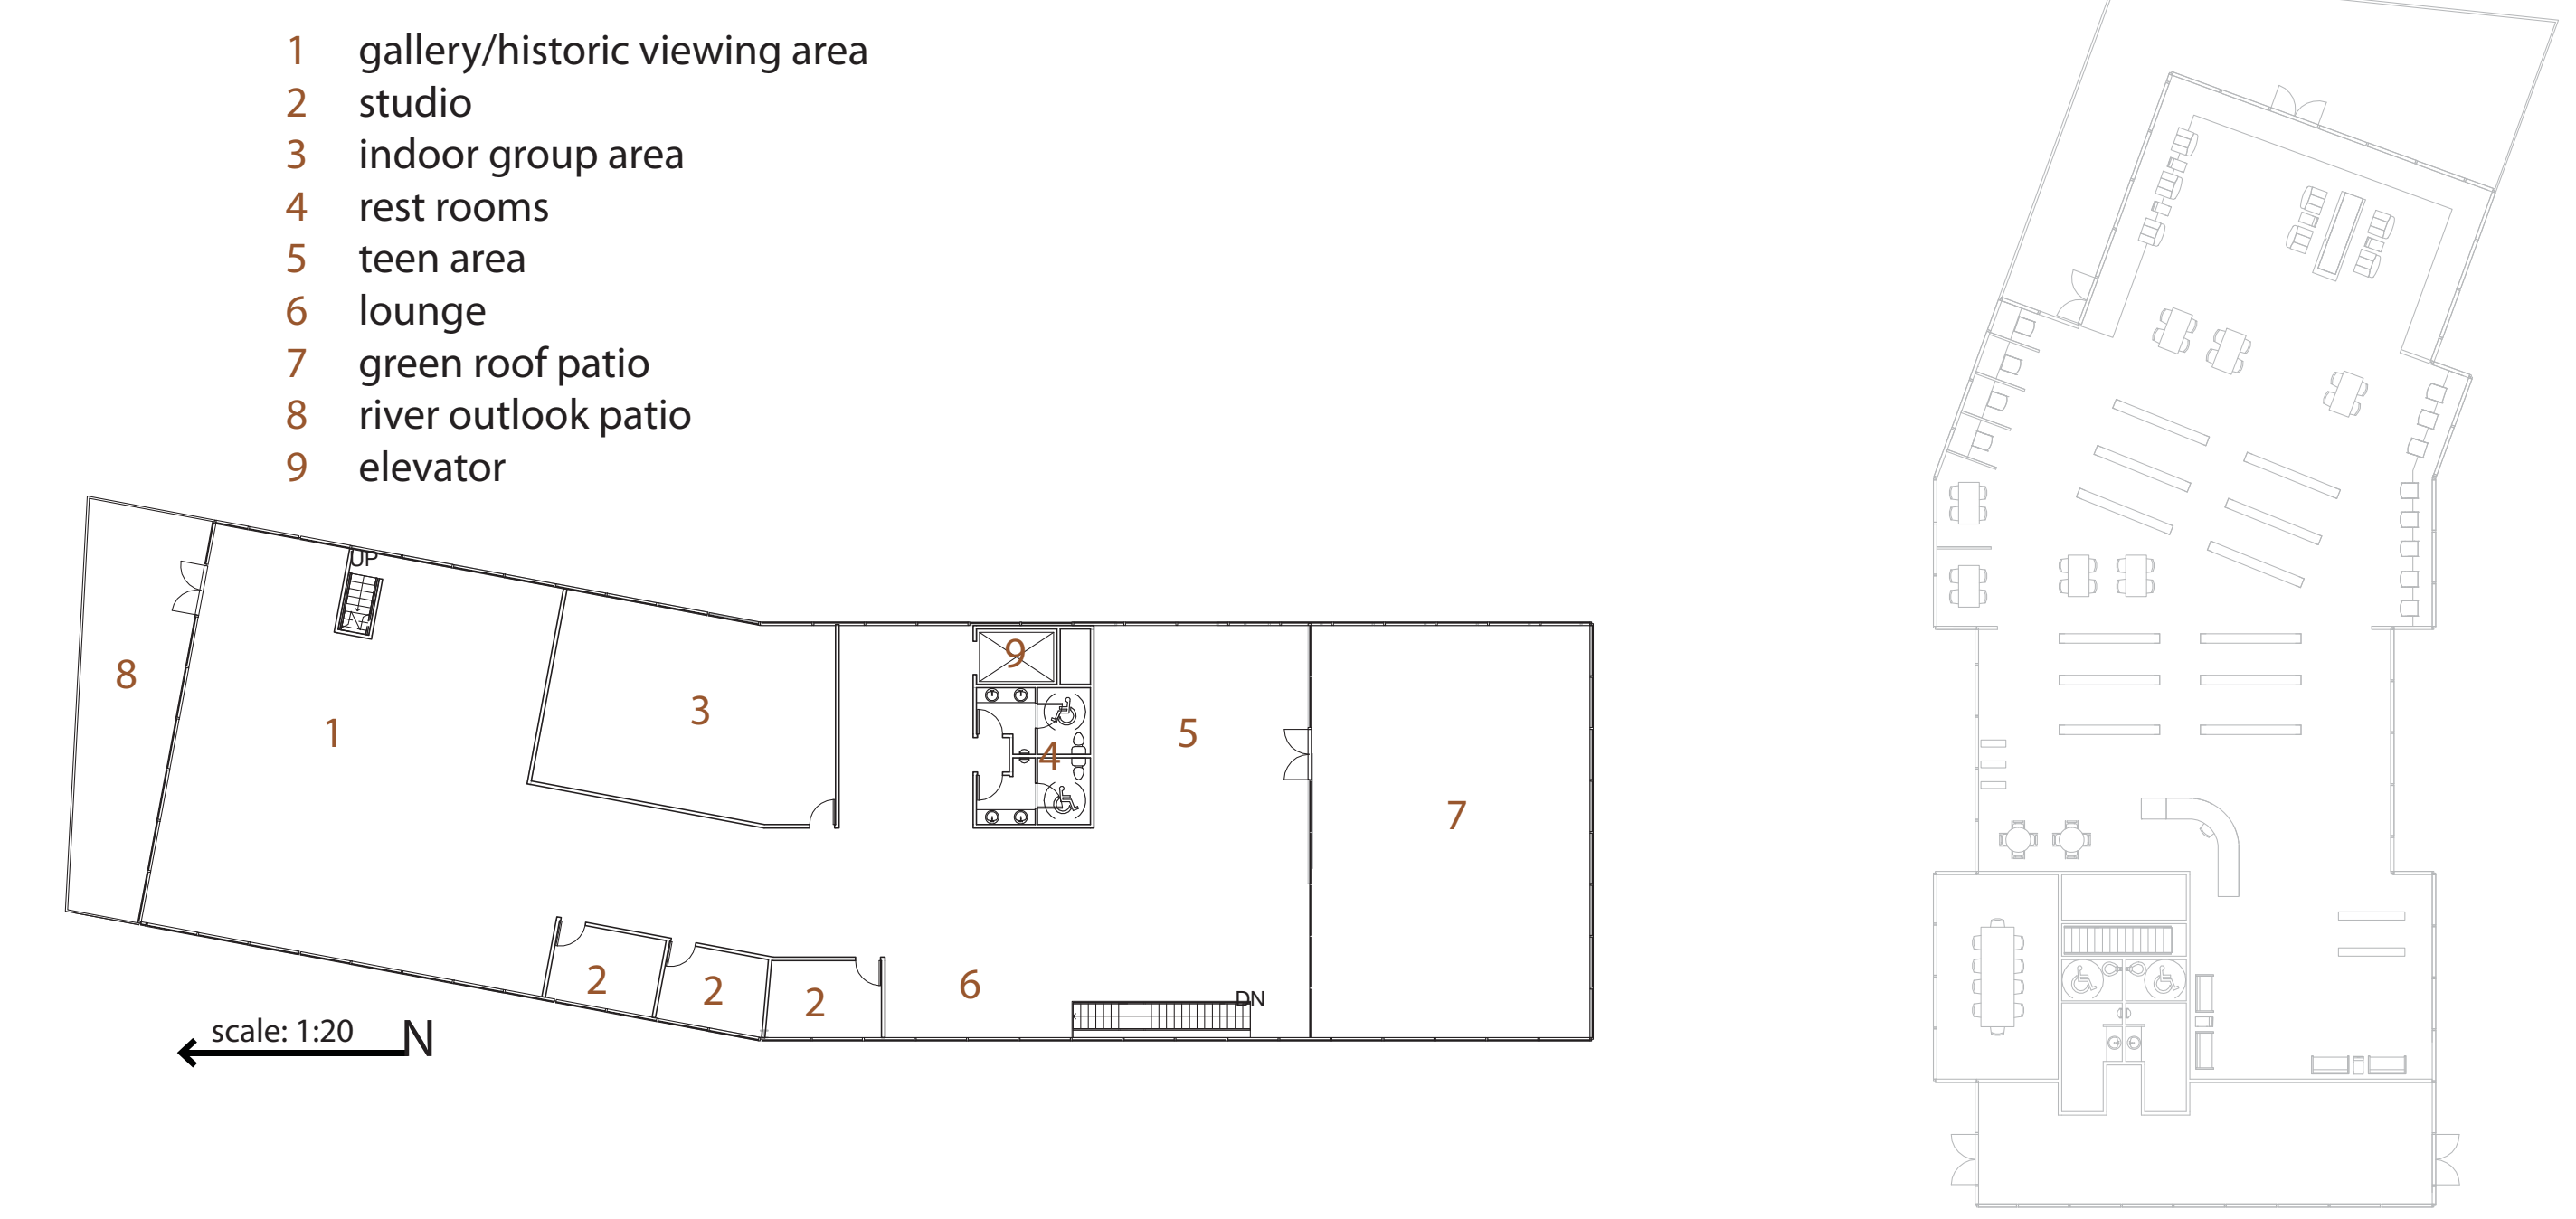 1 gallery/historic viewing area
2 studio
3 indoor group area
4 rest rooms
5 teen area
6 lounge
7 green roof patio
8 river outlook patio
9 elevator
UP
9
8
1
3
5
4
7
2
2
2
6
DN
scale: 1:20 N